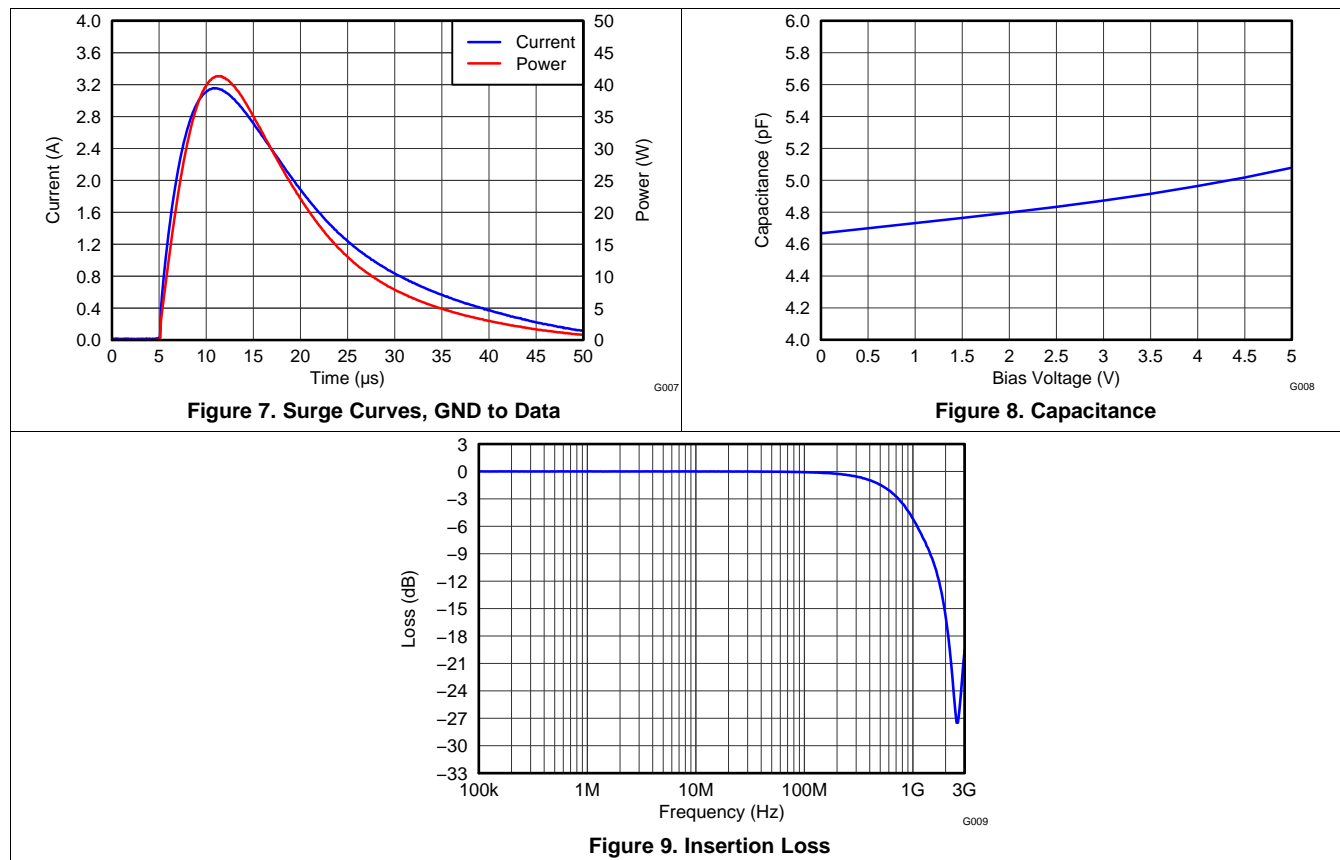 4.0
3.6
3.2
2.8
2.4
2.0
1.6
1.2
0.8
0.4
0.0
Current (A)
50
45
40
35
30
25
20
15
10
5
0
Power (W)
Current
Power
0 5 10 15 20 25 30 35 40 45 50
Time (µs)
G007
Figure 7. Surge Curves, GND to Data
6.0
5.8
5.6
5.4
5.2
5.0
4.8
4.6
4.4
4.2
4.0
Capacitance (pF)
0 0.5 1 1.5 2 2.5 3 3.5 4 4.5 5
Bias Voltage (V)
G008
Figure 8. Capacitance
3
0
−3
−6
−9
−12
−15
−18
−21
−24
−27
−30
−33
Loss (dB)
100k 1M 10M 100M 1G 3G
Frequency (Hz)
G009
Figure 9. Insertion Loss